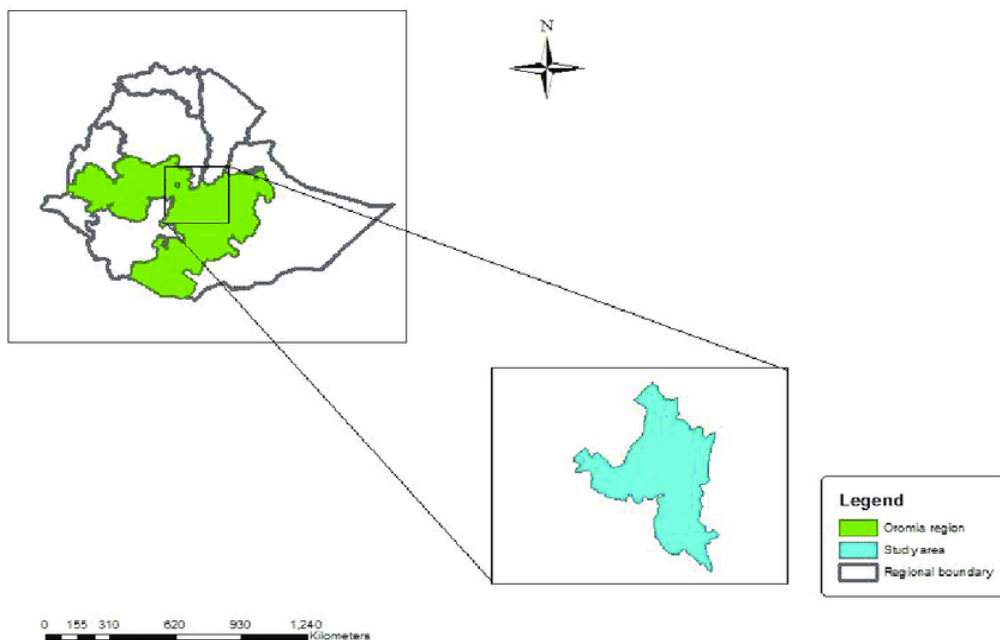 N
Legend
Oromia region
Study area
Regional boundary
0 155 310 620 930 1,240
Kilometers